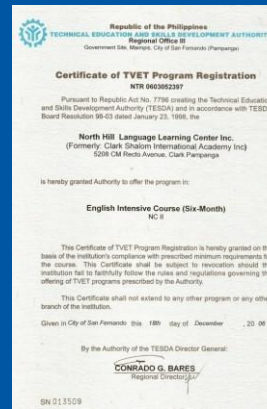 Republic of the Philippines
TECHNICAL EDUCATION AND SKILLS DEVELOPMENT AUTHORIT
Regional Office III
Government Site, Maimpis, City of San Fernando (Pampanga)
Certificate of TVET Program Registration
NTR 0603052397
Pursuant to Republic Act No. 7796 creating the Technical Education
and Skills Development Authority (TESDA) and in accordance with TESD
Board Resolution 98-03 dated January 23, 1998, the
North Hill Language Learning Center Inc.
(Formerly: Clark Shalom International Academy Inc)
5208 CM Recto Avenue, Clark Pampanga
is hereby granted Authority to offer the program in:
English Intensive Course (Six-Month)
NC II
This Certificate of TVET Program Registration is hereby granted on th
basis of the institution's compliance with prescribed minimum requirements f
the course. This Certificate shall be subject to revocation should th
institution fail to faithfully follow the rules and regulations governing th
offering of TVET programs prescribed by the Authority.
This Certificate shall not extend to any other program or any othe
branch of the institution.
Given in City of San Fernando this 18th day of December , 20 06
By the Authority of the TESDA Director General:
CONRADO G. BARES
Regional Director
SN 013509